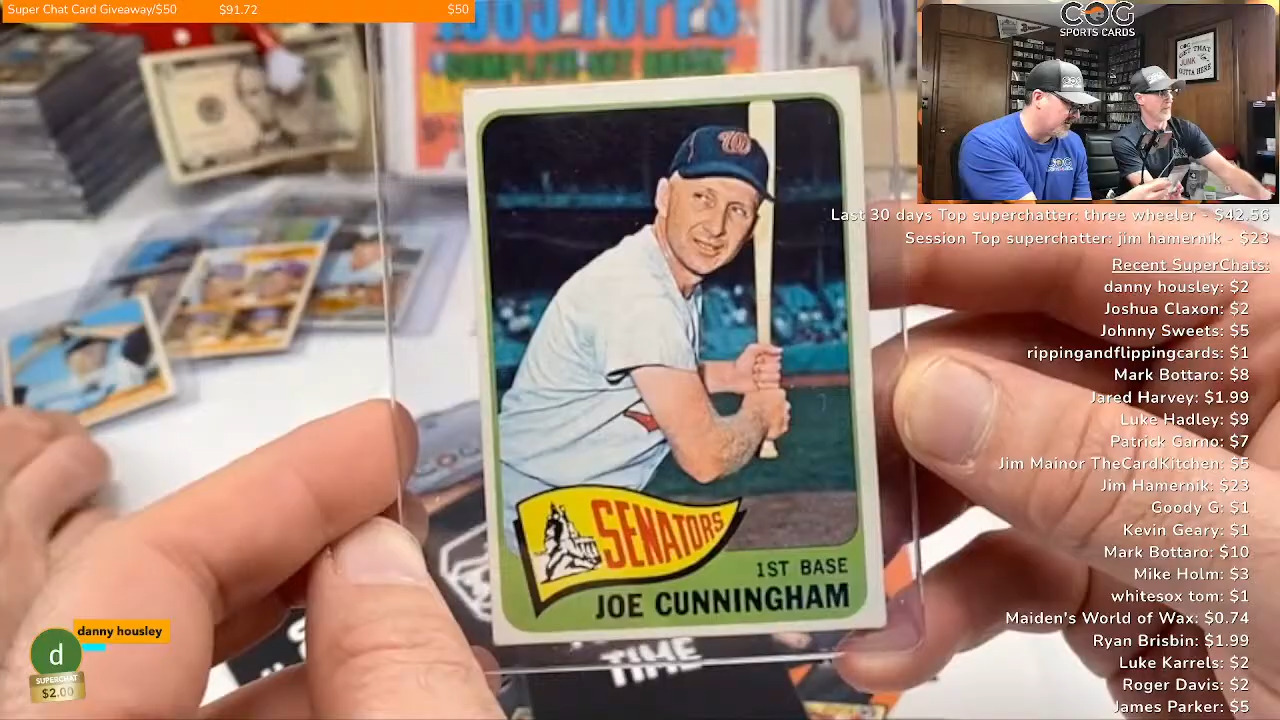 Super Chat Card Giveaway/$50 $91.72 $50
COG
SPORTS CARDS
COG THAT
JUNK
OUTTA HERE
Last 30 days Top superchatter: three wheeler - $42.56
Session Top superchatter: jim hamernik - $23
Recent SuperChats:
danny housley: $2
Joshua Claxon: $2
Johnny Sweets: $5
rippingandflippingcards: $1
Mark Bottaro: $8
Jared Harvey: $1.99
Luke Hadley: $9
Patrick Garno: $7
Jim Mainor TheCardKitchen: $5
Jim Hamernik: $23
Goody G: $1
Kevin Geary: $1
Mark Bottaro: $10
Mike Holm: $3
whitesox tom: $1
Maiden's World of Wax: $0.74
Ryan Brisbin: $1.99
Luke Karrels: $2
Roger Davis: $2
James Parker: $5
W
SENATORS
1ST BASE
JOE CUNNINGHAM
TIME
danny housley
d
SUPERCHAT
$2.00